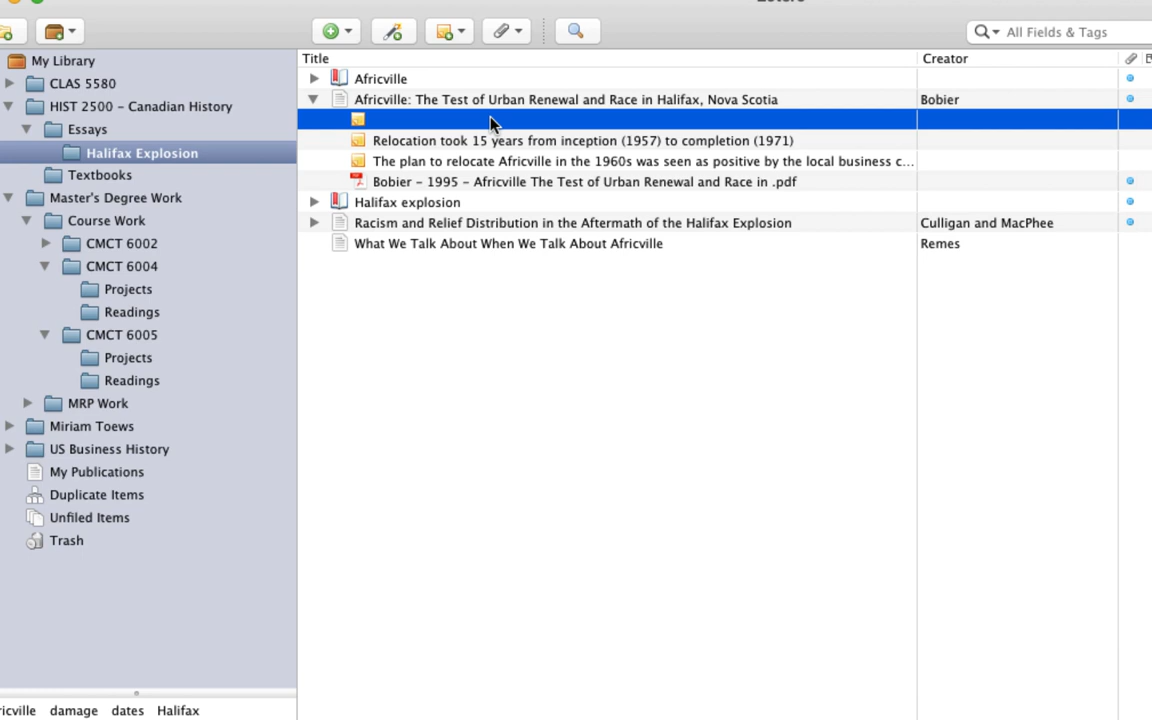 All Fields & Tags
My Library
CLAS 5580
HIST 2500 – Canadian History
Essays
Halifax Explosion
Textbooks
Master's Degree Work
Course Work
CMCT 6002
CMCT 6004
Projects
Readings
CMCT 6005
Projects
Readings
MRP Work
Miriam Toews
US Business History
My Publications
Duplicate Items
Unfiled Items
Trash
ricville damage dates Halifax
Title Creator
Africville
Africville: The Test of Urban Renewal and Race in Halifax, Nova Scotia Bobier
Relocation took 15 years from inception (1957) to completion (1971)
The plan to relocate Africville in the 1960s was seen as positive by the local business c...
Bobier – 1995 – Africville The Test of Urban Renewal and Race in .pdf
Halifax explosion
Racism and Relief Distribution in the Aftermath of the Halifax Explosion Culligan and MacPhee
What We Talk About When We Talk About Africville Remes